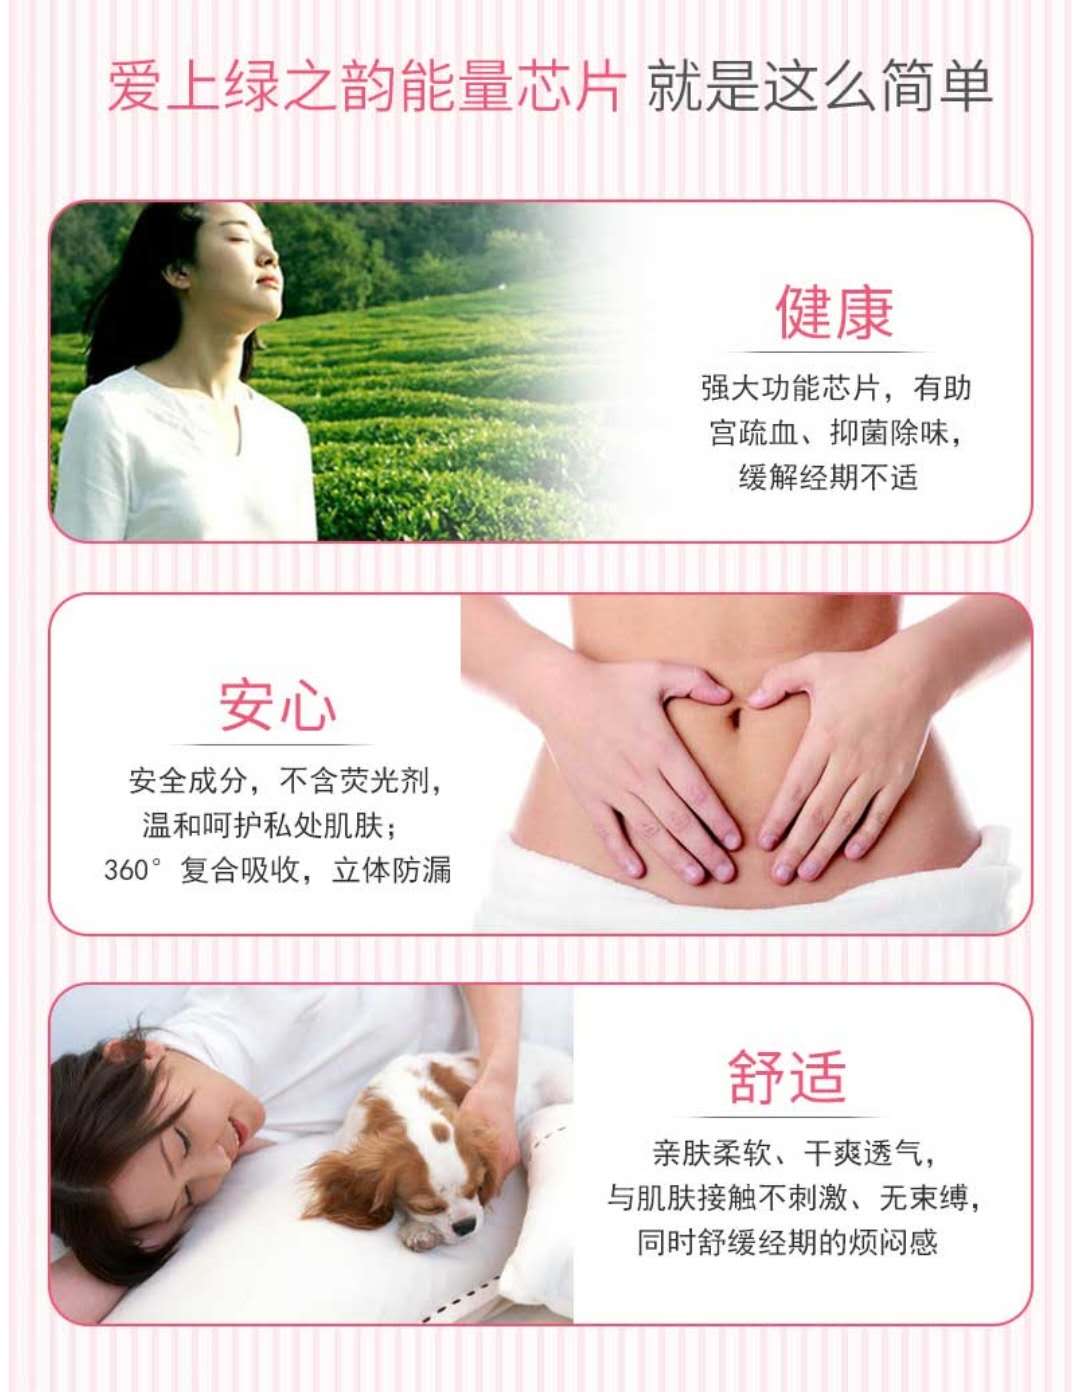 爱上绿之韵能量芯片 就是这么简单
健康
强大功能芯片，有助
宫疏血、抑菌除味，
缓解经期不适
安心
安全成分，不含荧光剂，
温和呵护私处肌肤；
360°复合吸收，立体防漏
舒适
亲肤柔软、干爽透气，
与肌肤接触不刺激、无束缚，
同时舒缓经期的烦闷感